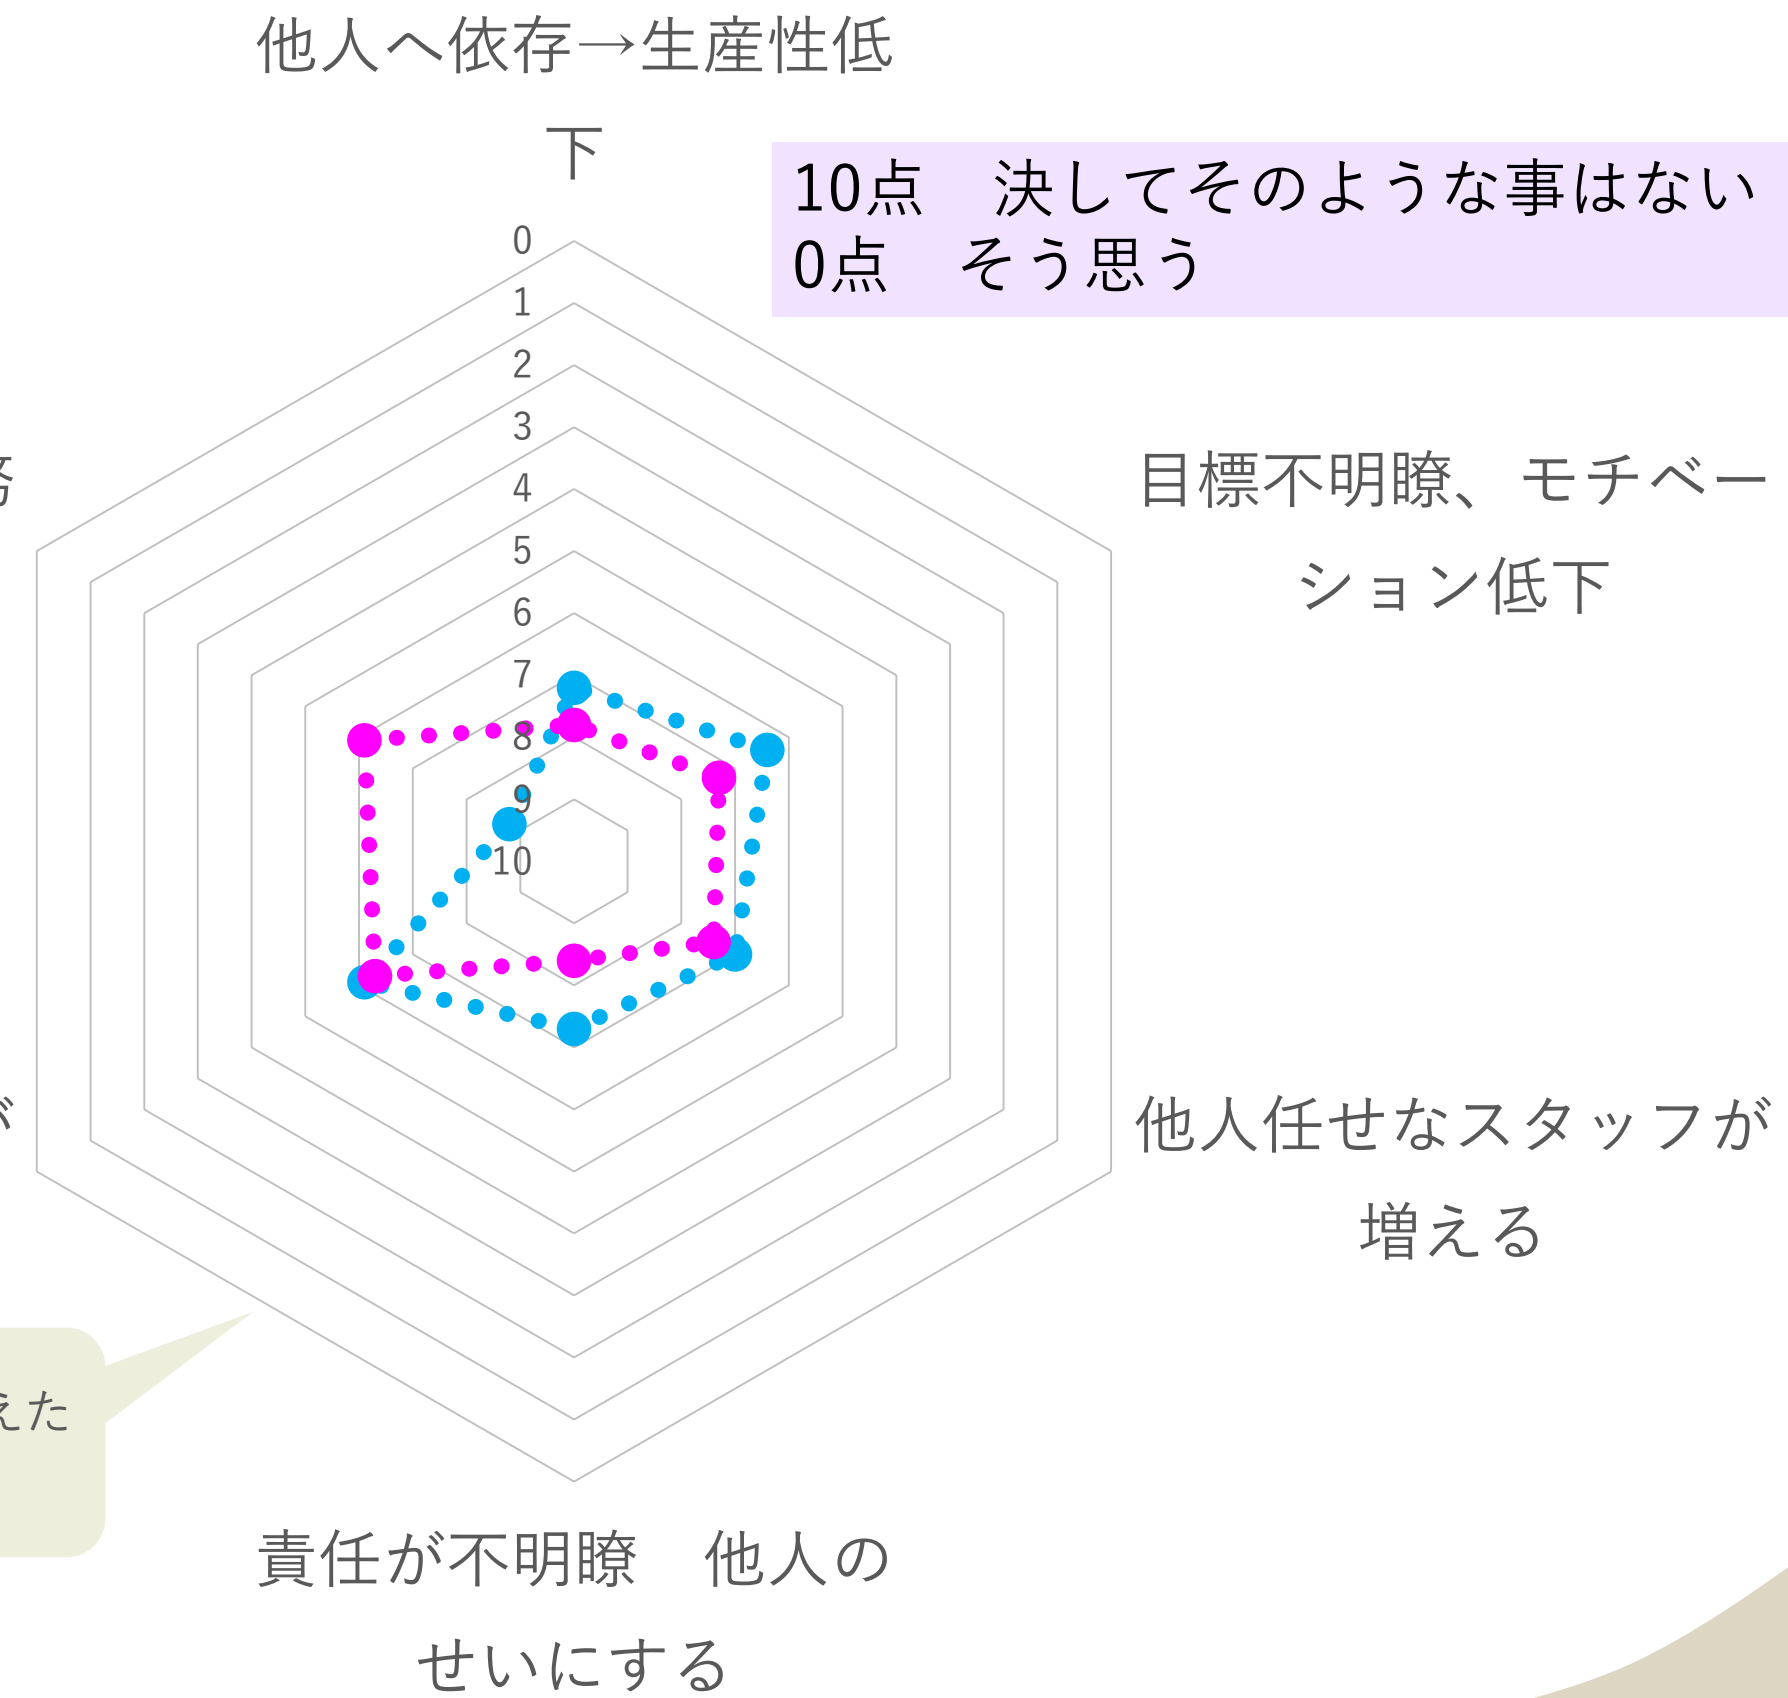 他人へ依存→生産性低
下
10点　決してそのような事はない
0点　そう思う
0
1
2
3
4
5
6
7
8
9
10
務
目標不明瞭、モチベー
ション低下
が
他人任せなスタッフが
増える
えた
責任が不明瞭　他人の
せいにする